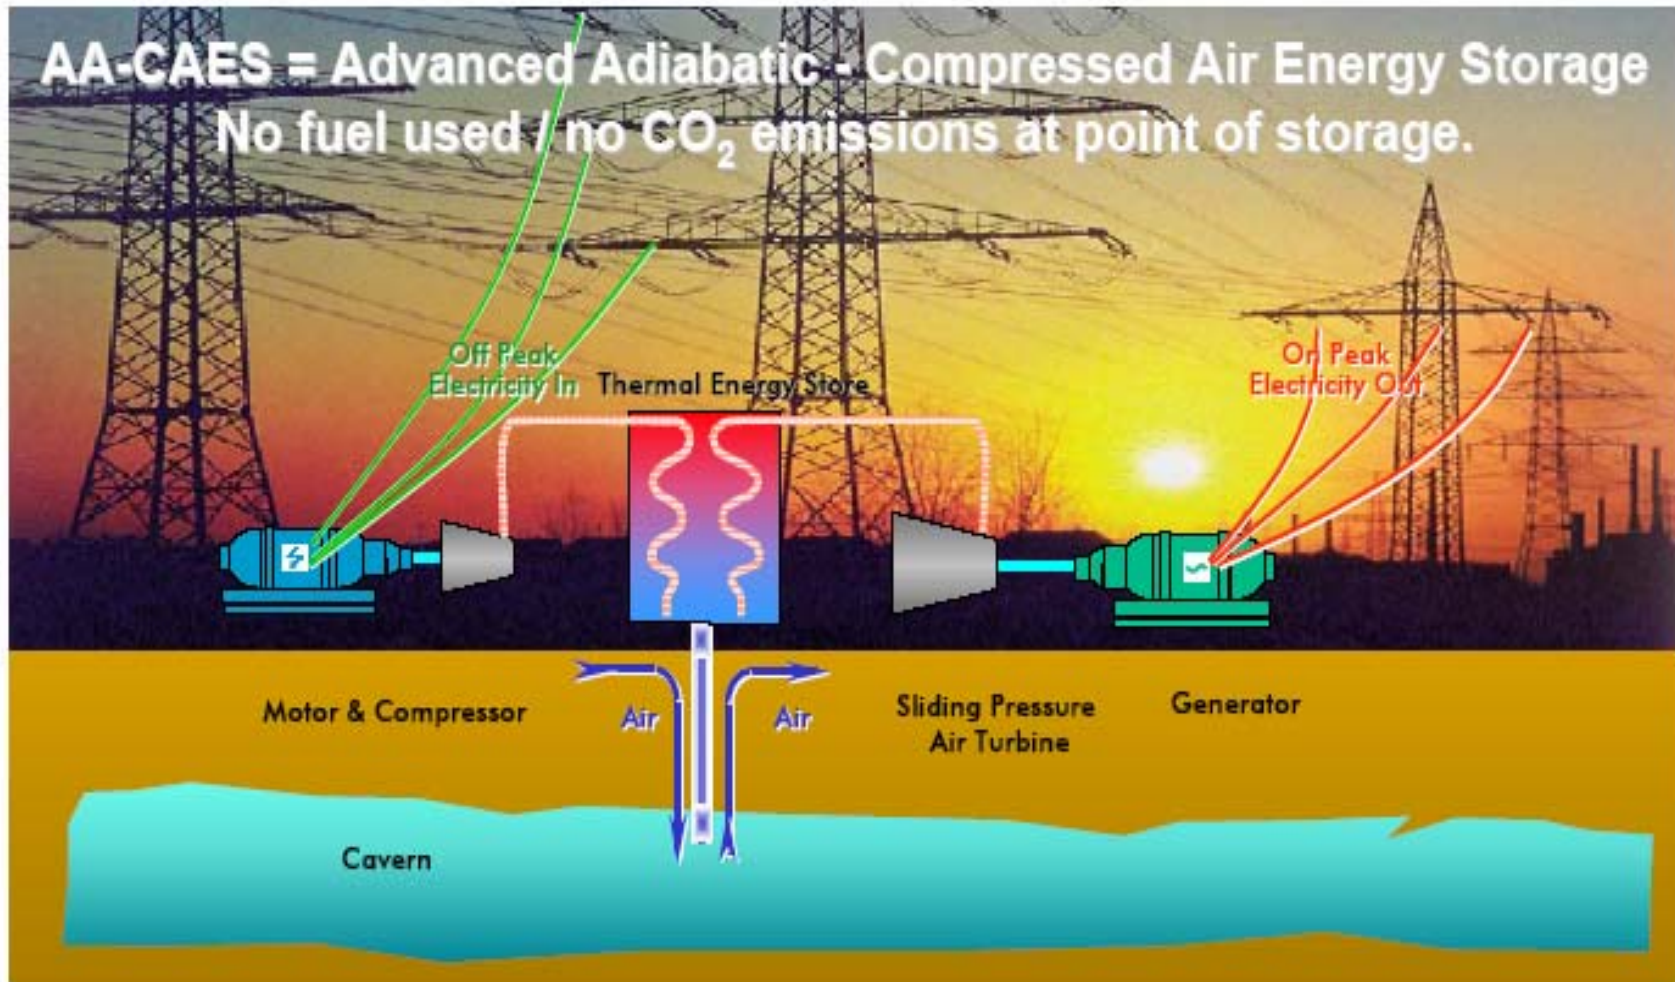 AA-CAES = Advanced Adiabatic - Compressed Air Energy Storage
No fuel used / no CO₂ emissions at point of storage.
Off Peak
Electricity In
Thermal Energy Store
On Peak
Electricity Out
Motor & Compressor
Air
Air
Sliding Pressure
Air Turbine
Generator
Cavern